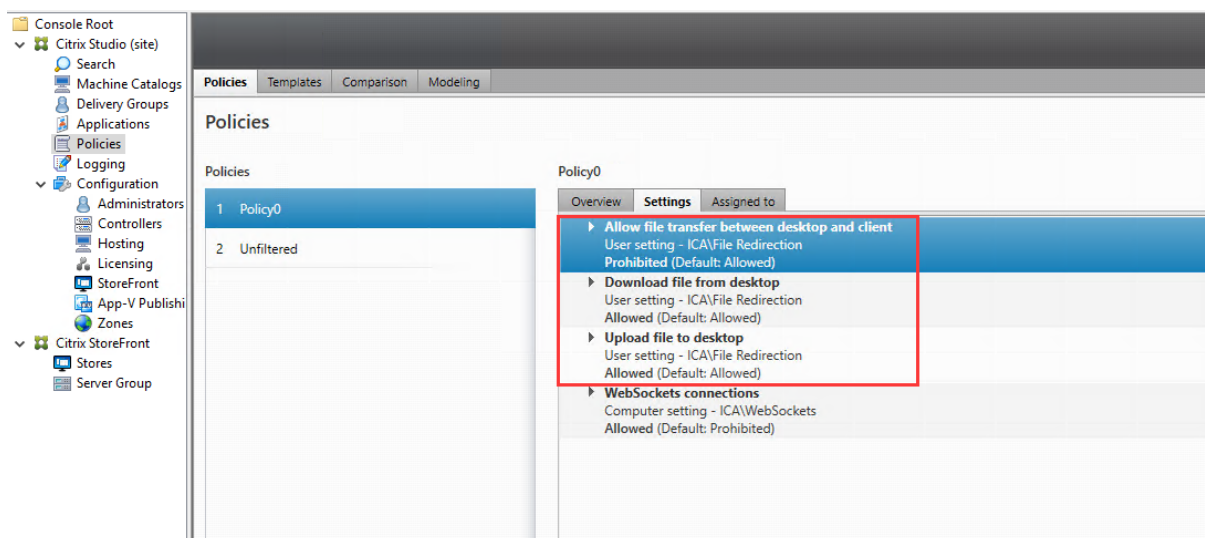 Console Root
Citrix Studio (site)
Search
Machine Catalogs
Delivery Groups
Applications
Policies
Logging
Configuration
Administrators
Controllers
Hosting
Licensing
StoreFront
App-V Publishi
Zones
Citrix StoreFront
Stores
Server Group
Policies Templates Comparison Modeling
Policies
Policies
1 Policy0
2 Unfiltered
Policy0
Overview Settings Assigned to
Allow file transfer between desktop and client
User setting - ICA\File Redirection
Prohibited (Default: Allowed)
Download file from desktop
User setting - ICA\File Redirection
Allowed (Default: Allowed)
Upload file to desktop
User setting - ICA\File Redirection
Allowed (Default: Allowed)
WebSockets connections
Computer setting - ICA\WebSockets
Allowed (Default: Prohibited)